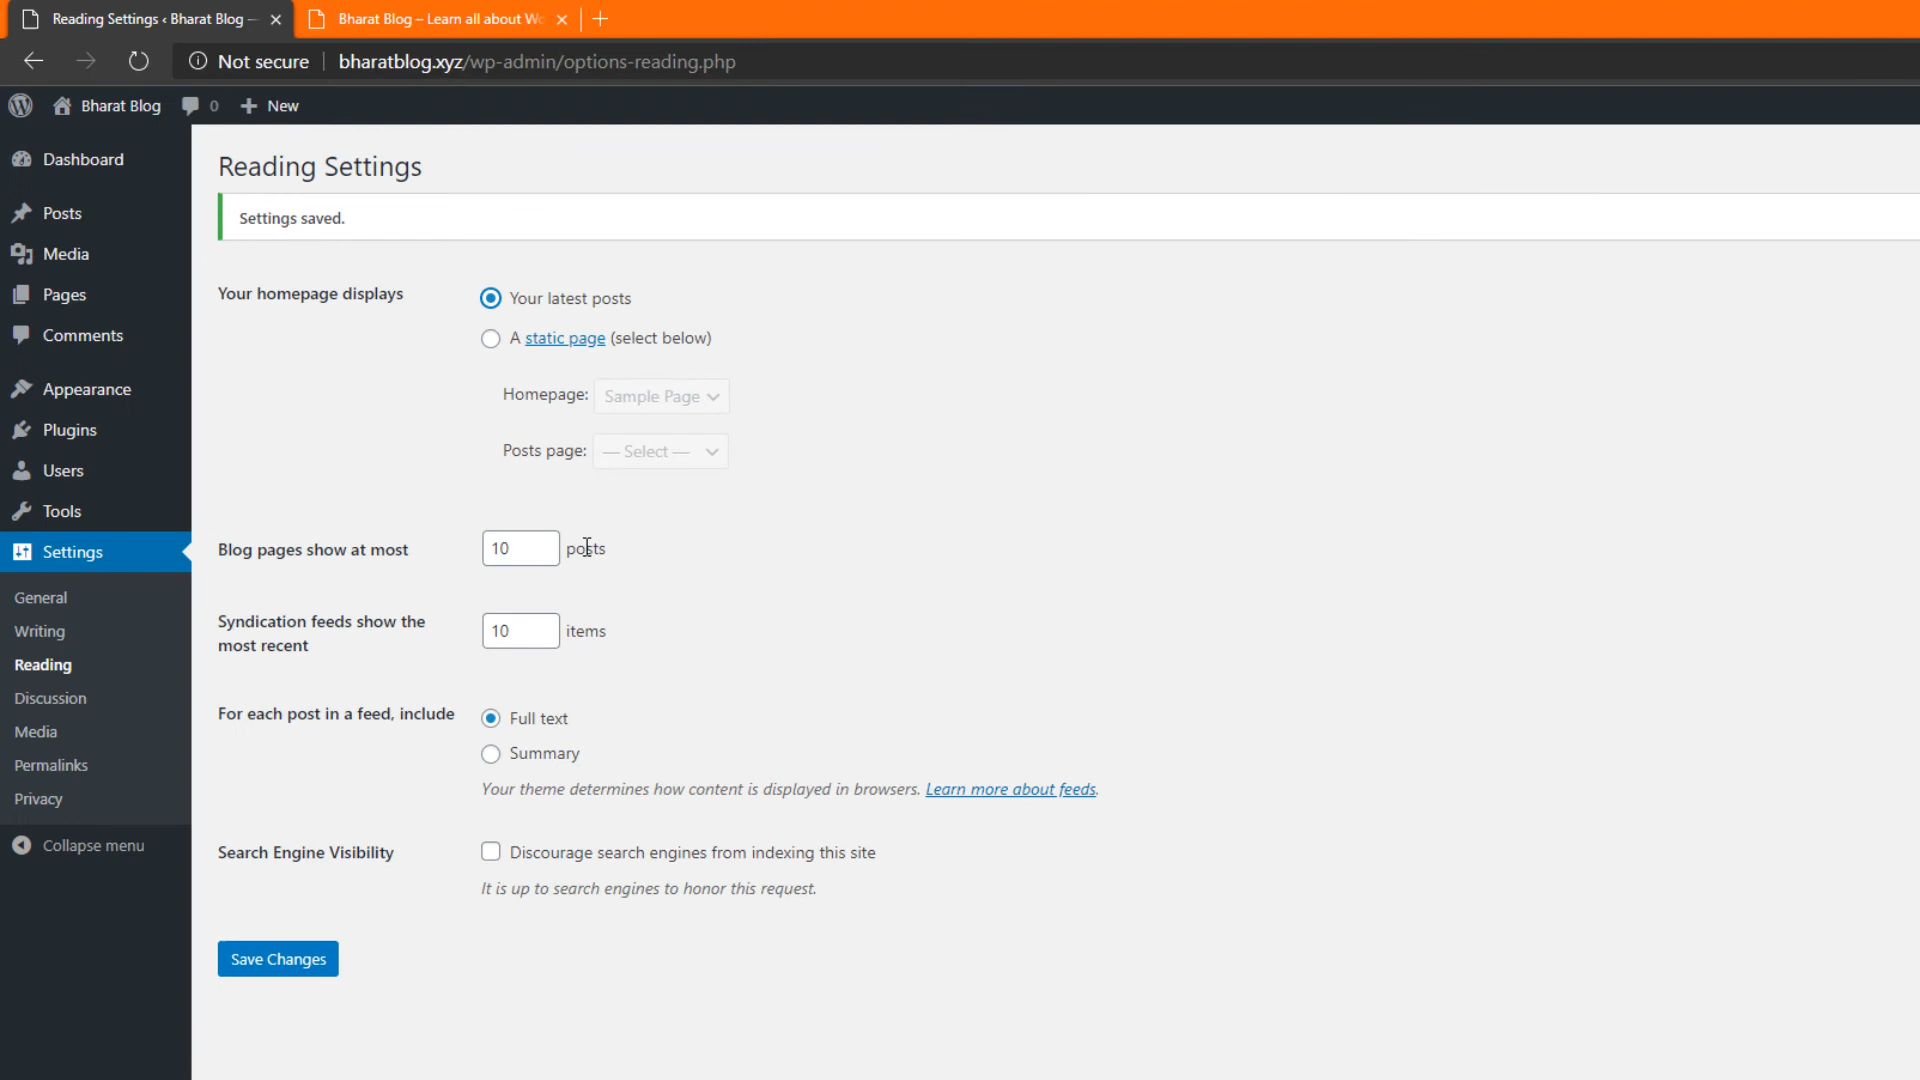 Reading Settings ‹ Bharat Blog —
Bharat Blog – Learn all about Wo
Not secure
bharatblog.xyz/wp-admin/options-reading.php
Bharat Blog
0
New
Dashboard
Posts
Media
Pages
Comments
Appearance
Plugins
Users
Tools
Settings
General
Writing
Reading
Discussion
Media
Permalinks
Privacy
Collapse menu
Reading Settings
Settings saved.
Your homepage displays
Your latest posts
A static page (select below)
Homepage: Sample Page
Posts page: — Select —
Blog pages show at most 10 posts
Syndication feeds show the
most recent
10 items
For each post in a feed, include
Full text
Summary
Your theme determines how content is displayed in browsers. Learn more about feeds.
Search Engine Visibility
Discourage search engines from indexing this site
It is up to search engines to honor this request.
Save Changes